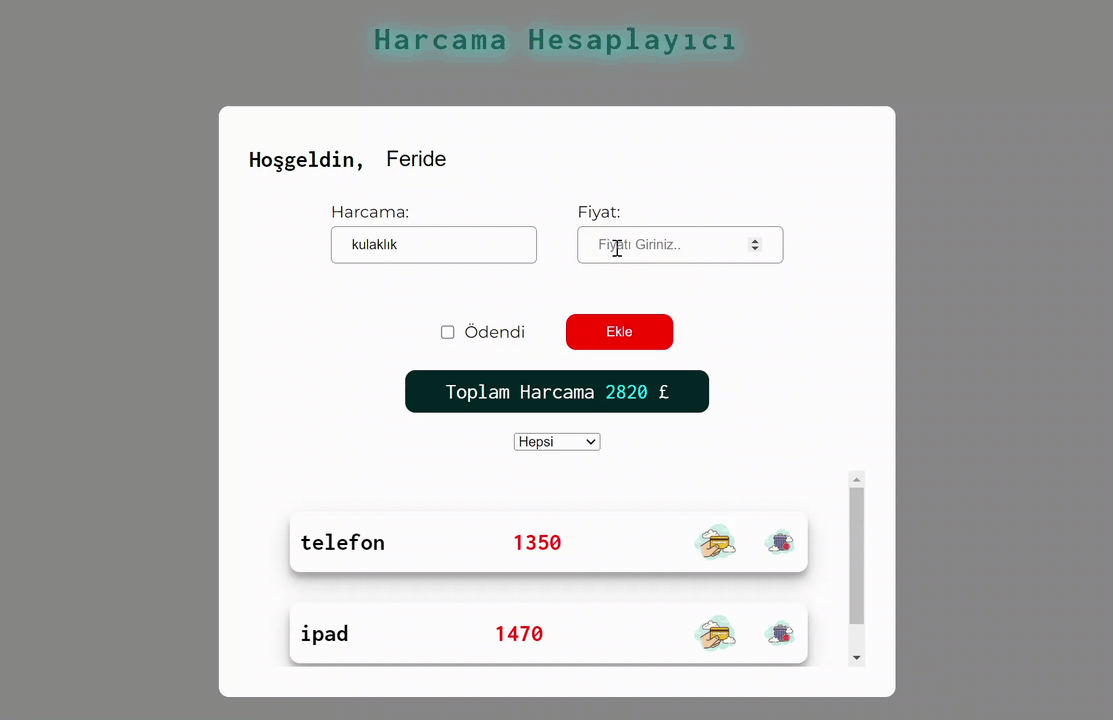 Harcama Hesaplayıcı
Hoşgeldin, Feride
Harcama: Fiyat:
kulaklık Fiyatı Giriniz..
Ödendi Ekle
Toplam Harcama 2820 £
Hepsi
telefon 1350
ipad 1470